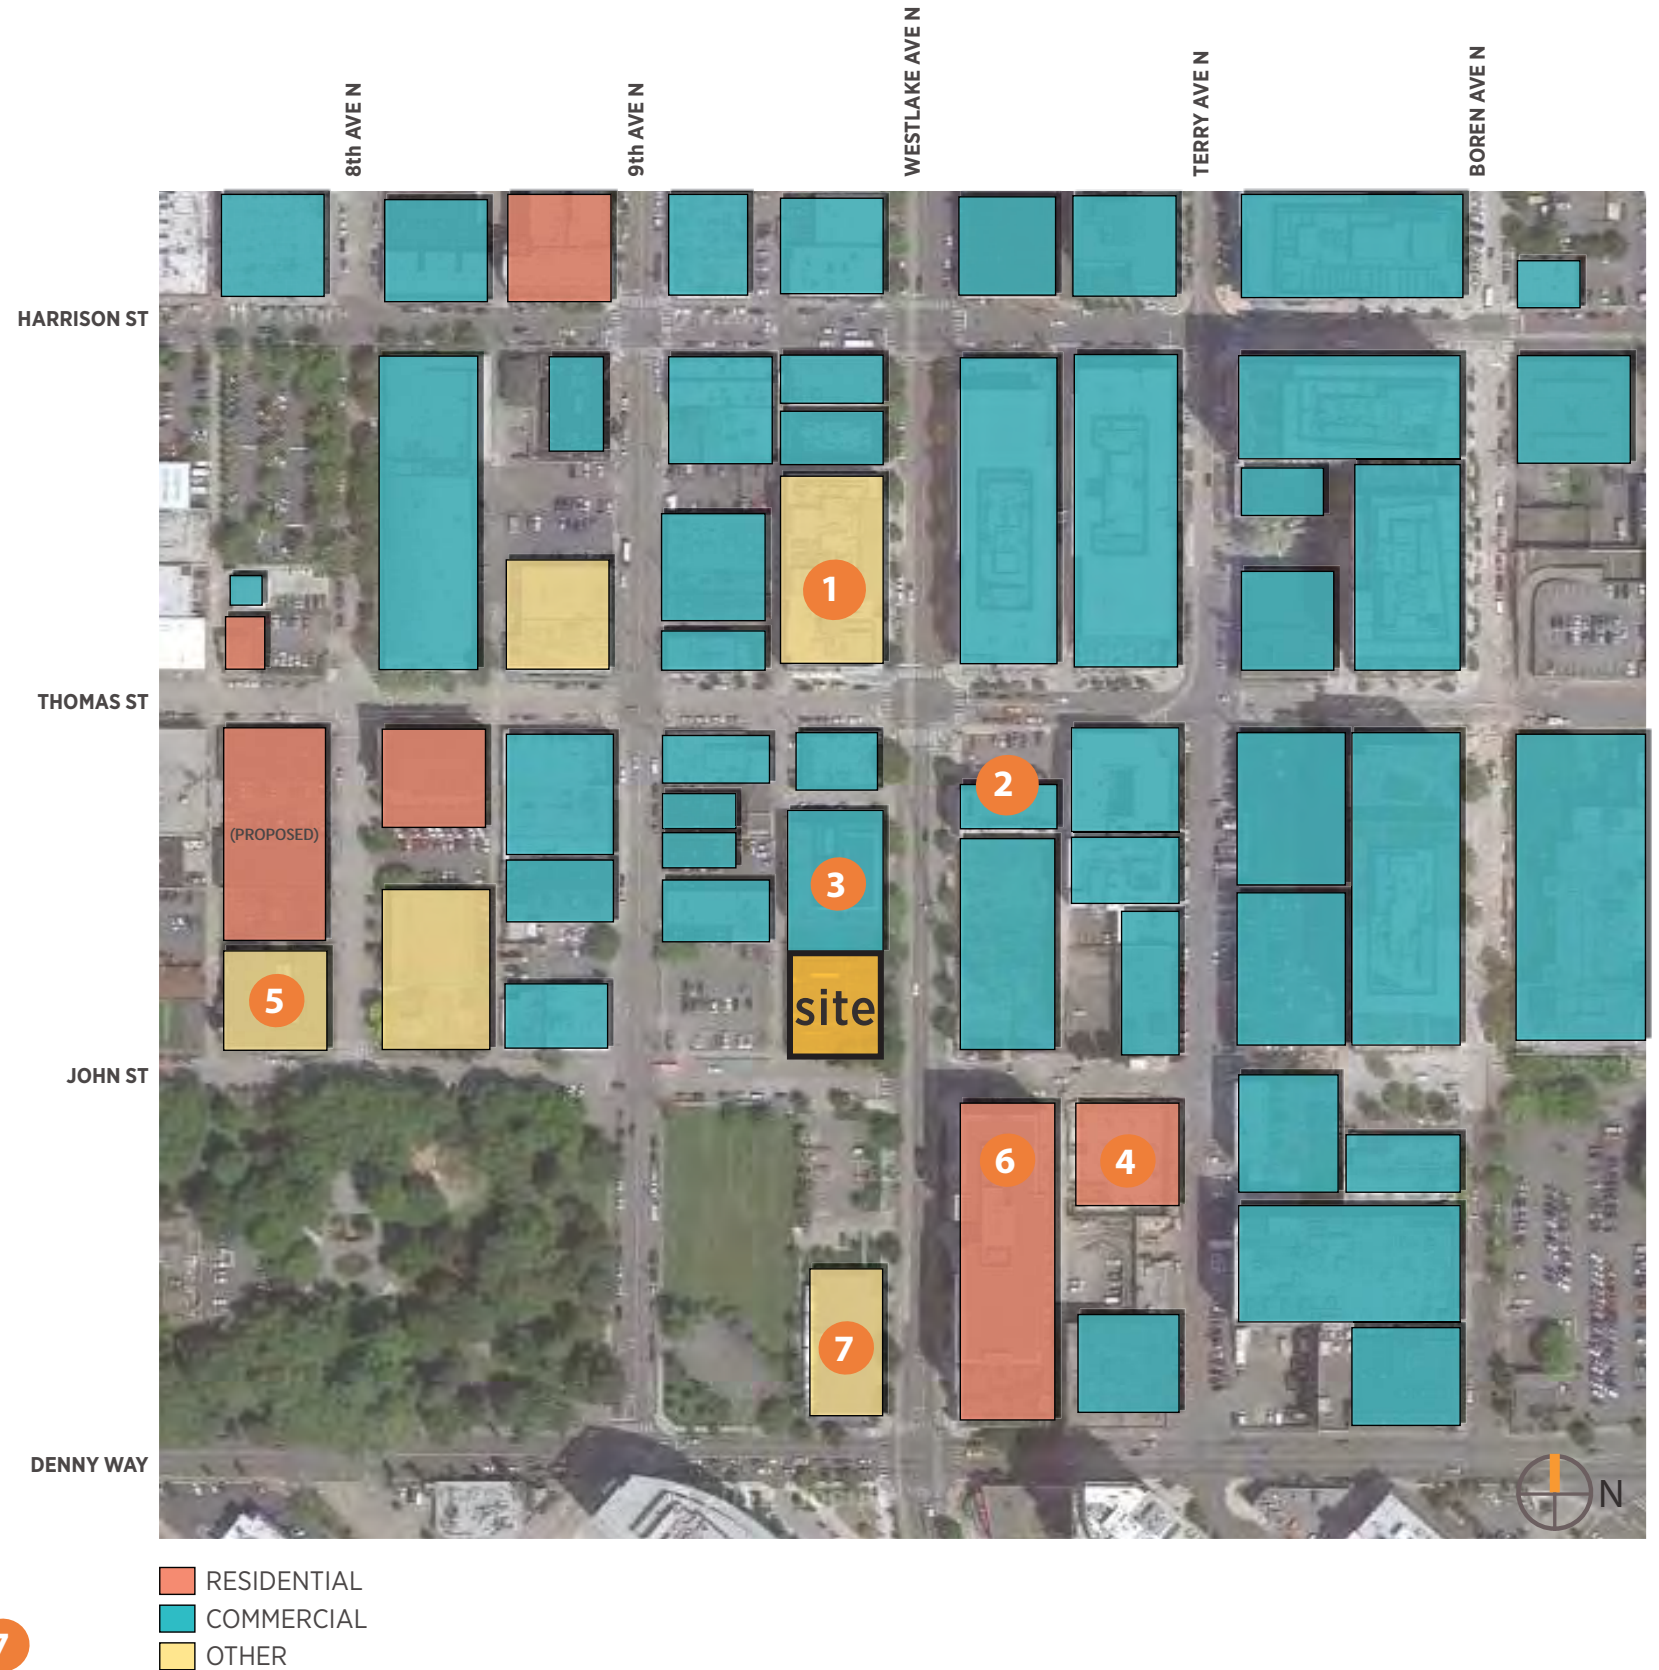 8th AVE N
9th AVE N
WESTLAKE AVE N
TERRY AVE N
BOREN AVE N
HARRISON ST
1
THOMAS ST
2
(PROPOSED)
3
5
site
JOHN ST
6
4
7
DENNY WAY
N
RESIDENTIAL
COMMERCIAL
7
OTHER